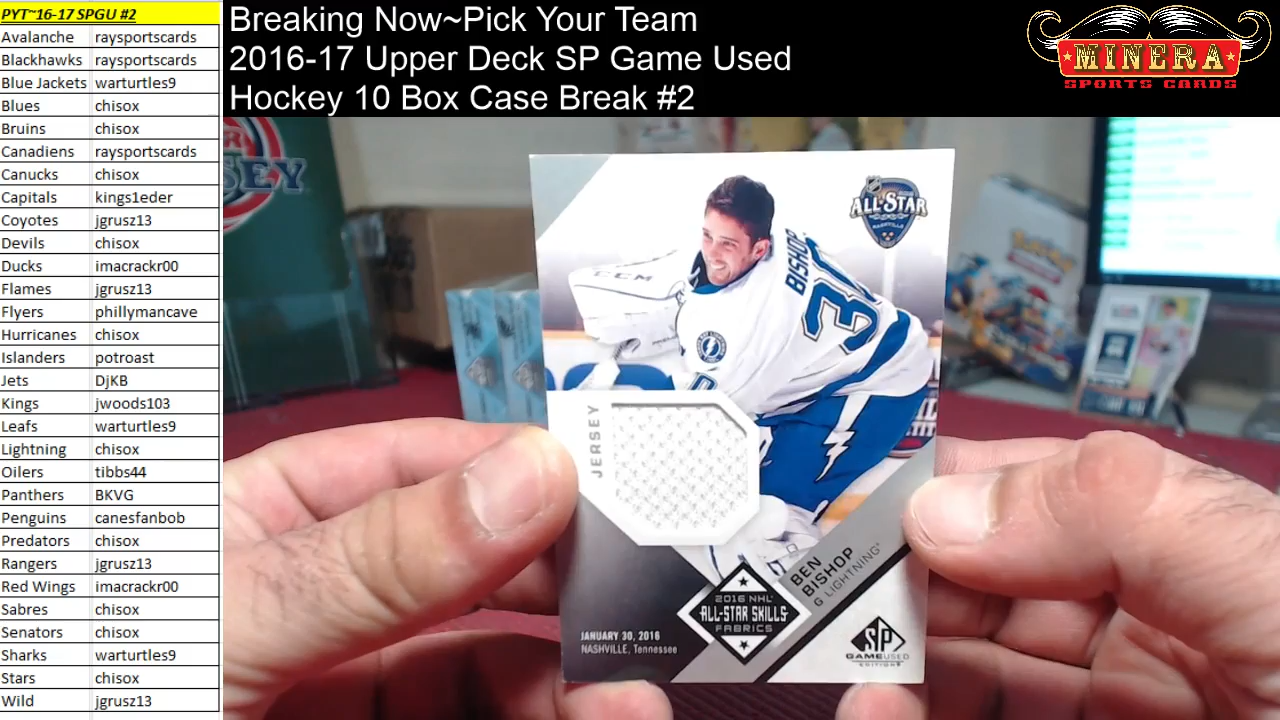 PYT~16-17 SPGU #2
Avalanche raysportscards
Blackhawks raysportscards
Blue Jackets warturtles9
Blues chisox
Bruins chisox
Canadiens raysportscards
Canucks chisox
Capitals kings1eder
Coyotes jgrusz13
Devils chisox
Ducks imacrackr00
Flames jgrusz13
Flyers phillymancave
Hurricanes chisox
Islanders potroast
Jets DjKB
Kings jwoods103
Leafs warturtles9
Lightning chisox
Oilers tibbs44
Panthers BKVG
Penguins canesfanbob
Predators chisox
Rangers jgrusz13
Red Wings imacrackr00
Sabres chisox
Senators chisox
Sharks warturtles9
Stars chisox
Wild jgrusz13
Breaking Now~Pick Your Team
2016-17 Upper Deck SP Game Used
Hockey 10 Box Case Break #2
MINERA
SPORTS CARDS
ALL STAR
NASHVILLE
CCM
BISHOP
30
JERSEY
BEN
BISHOP
G LIGHTNING
2016 NHL
ALL-STAR SKILLS
FABRICS
JANUARY 30, 2016
NASHVILLE, Tennessee
SP
GAME USED
EDITION
Pokémon